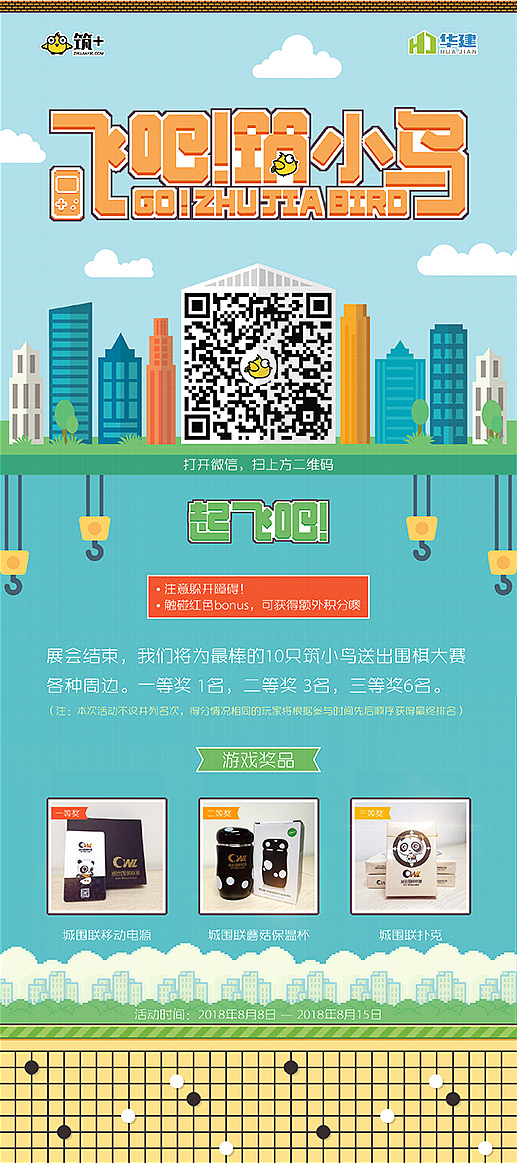 筑+
ZHUJIAYJE.COM
华建
HUA JIAN
飞吧!筑小鸟
GO! ZHU JIA BIRD
打开微信，扫上方二维码
起飞吧!
• 注意躲开障碍!
• 触碰红色bonus，可获得额外积分噢
展会结束，我们将为最棒的10只筑小鸟送出围棋大赛
各种周边。一等奖 1名，二等奖 3名，三等奖6名。
（注：本次活动不设并列名次，得分情况相同的玩家将根据参与时间先后顺序获得最终排名）
游戏奖品
一等奖
二等奖
三等奖
CWL
CWL
CWL
城围联移动电源
城围联蘑菇保温杯
城围联扑克
活动时间：2018年8月8日 — 2018年8月15日